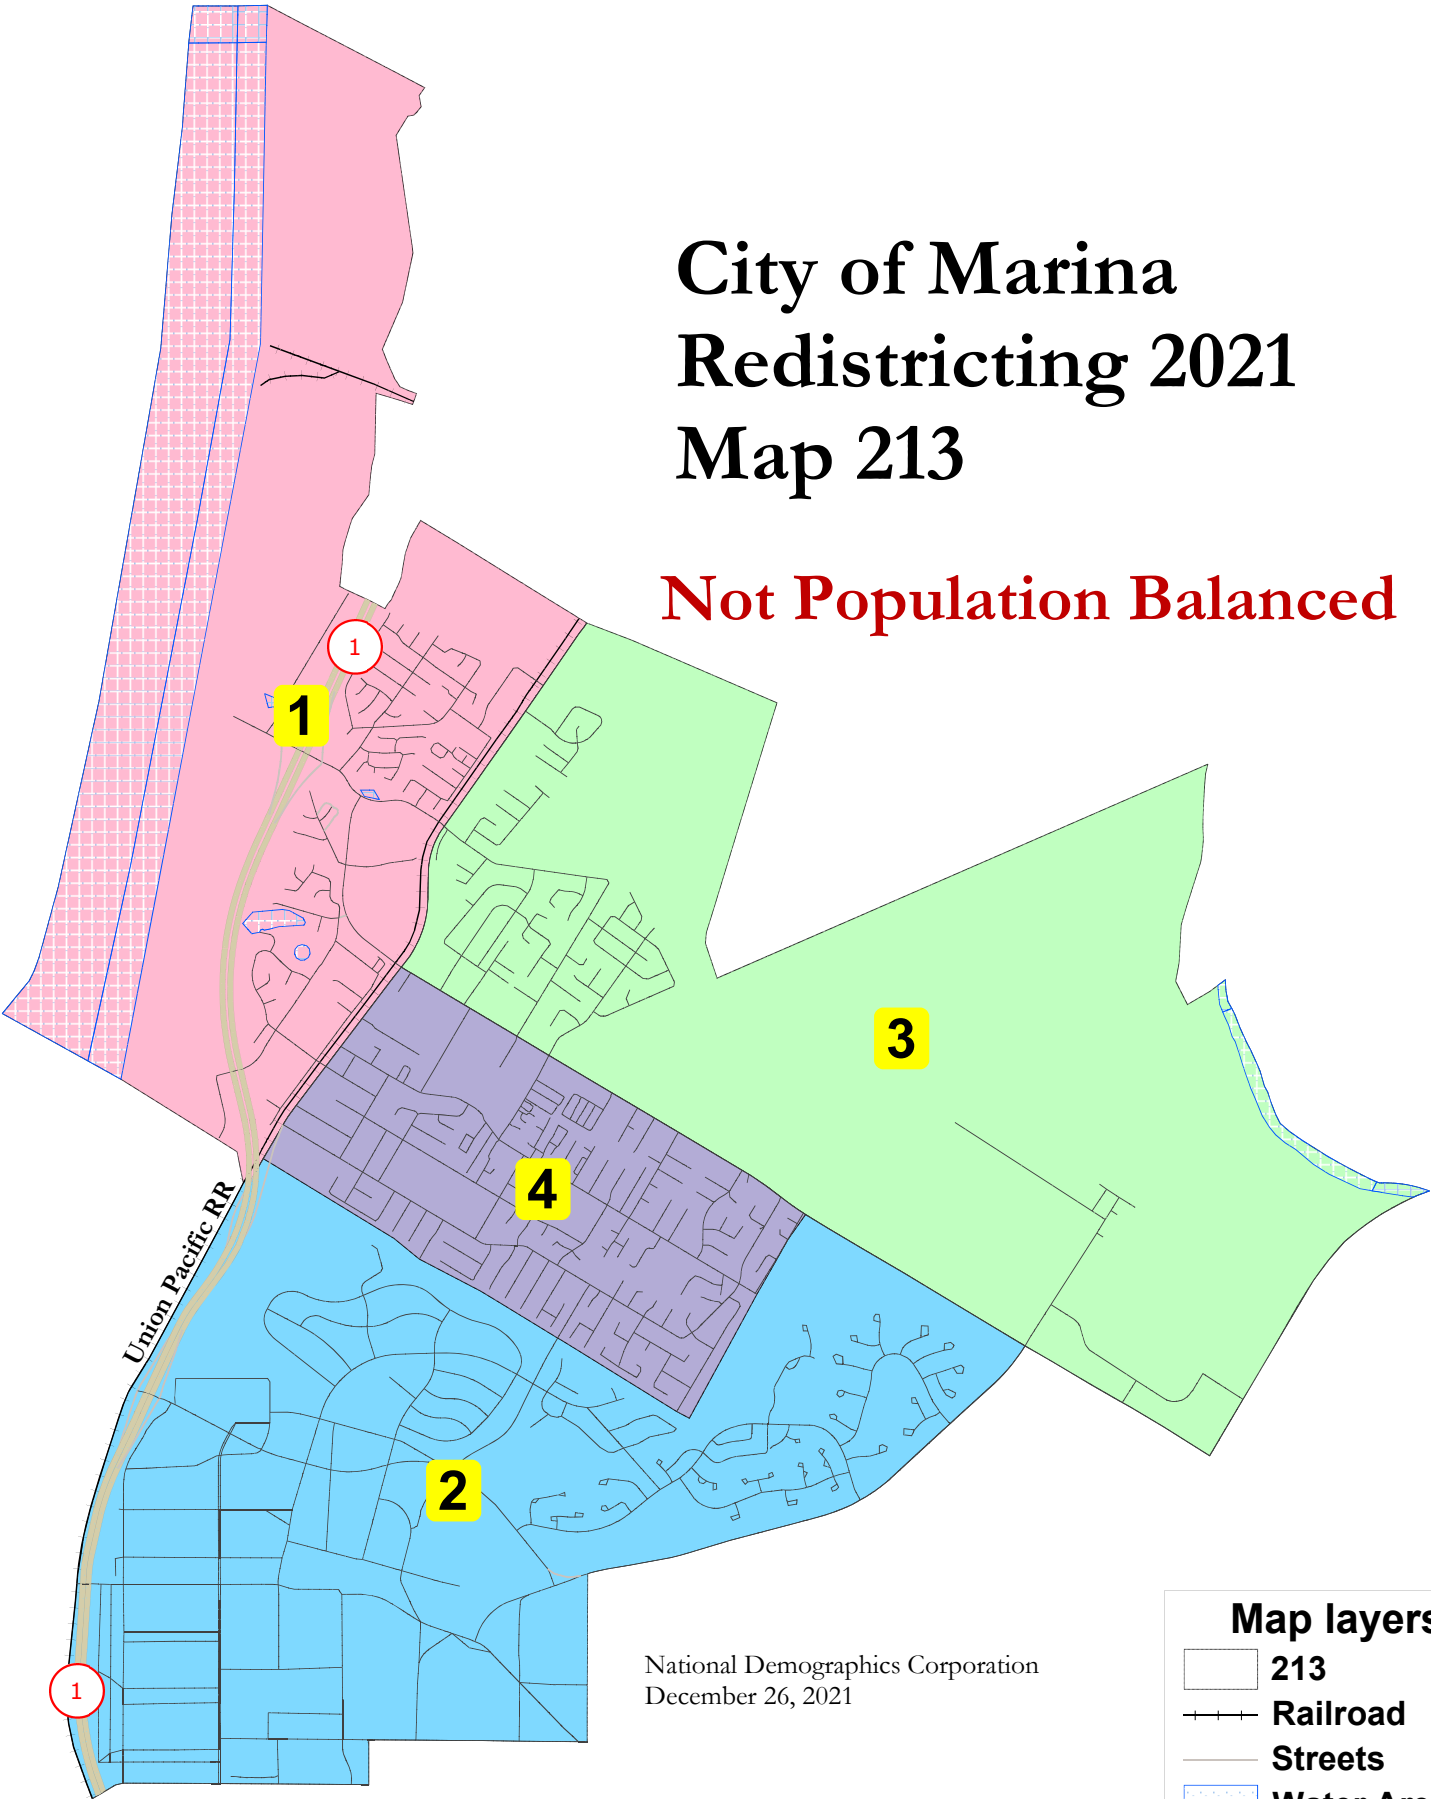 City of Marina
Redistricting 2021
Map 213
Not Population Balanced
1
1
3
4
Union Pacific RR
2
1
National Demographics Corporation
December 26, 2021
Map layers
213
Railroad
Streets
Water